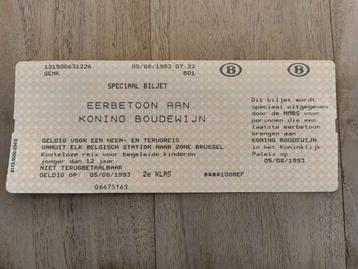 121500631226 05/08/1993 07:22
GENK B01
SPECIAAL BILJET
EERBETOON AAN
KONING BOUDEWIJN
GELDIG VOOR EEN HEEN- EN TERUGREIS
VANUIT ELK BELGISCH STATION NAAR ZONE BRUSSEL
Kosteloze reis voor begeleide kinderen
jonger dan 12 jaar
NIET TERUGBETAALBAAR
GELDIG OP: 05/08/1993 2e KLAS ****100BEF
06675163
B B
Dit biljet wordt
speciaal uitgegeven
door de NMBS voor
personen die een
laatste eerbetoon
brengen aan
KONING BOUDEWIJN
in het Koninklijk
Paleis op
05/08/1993